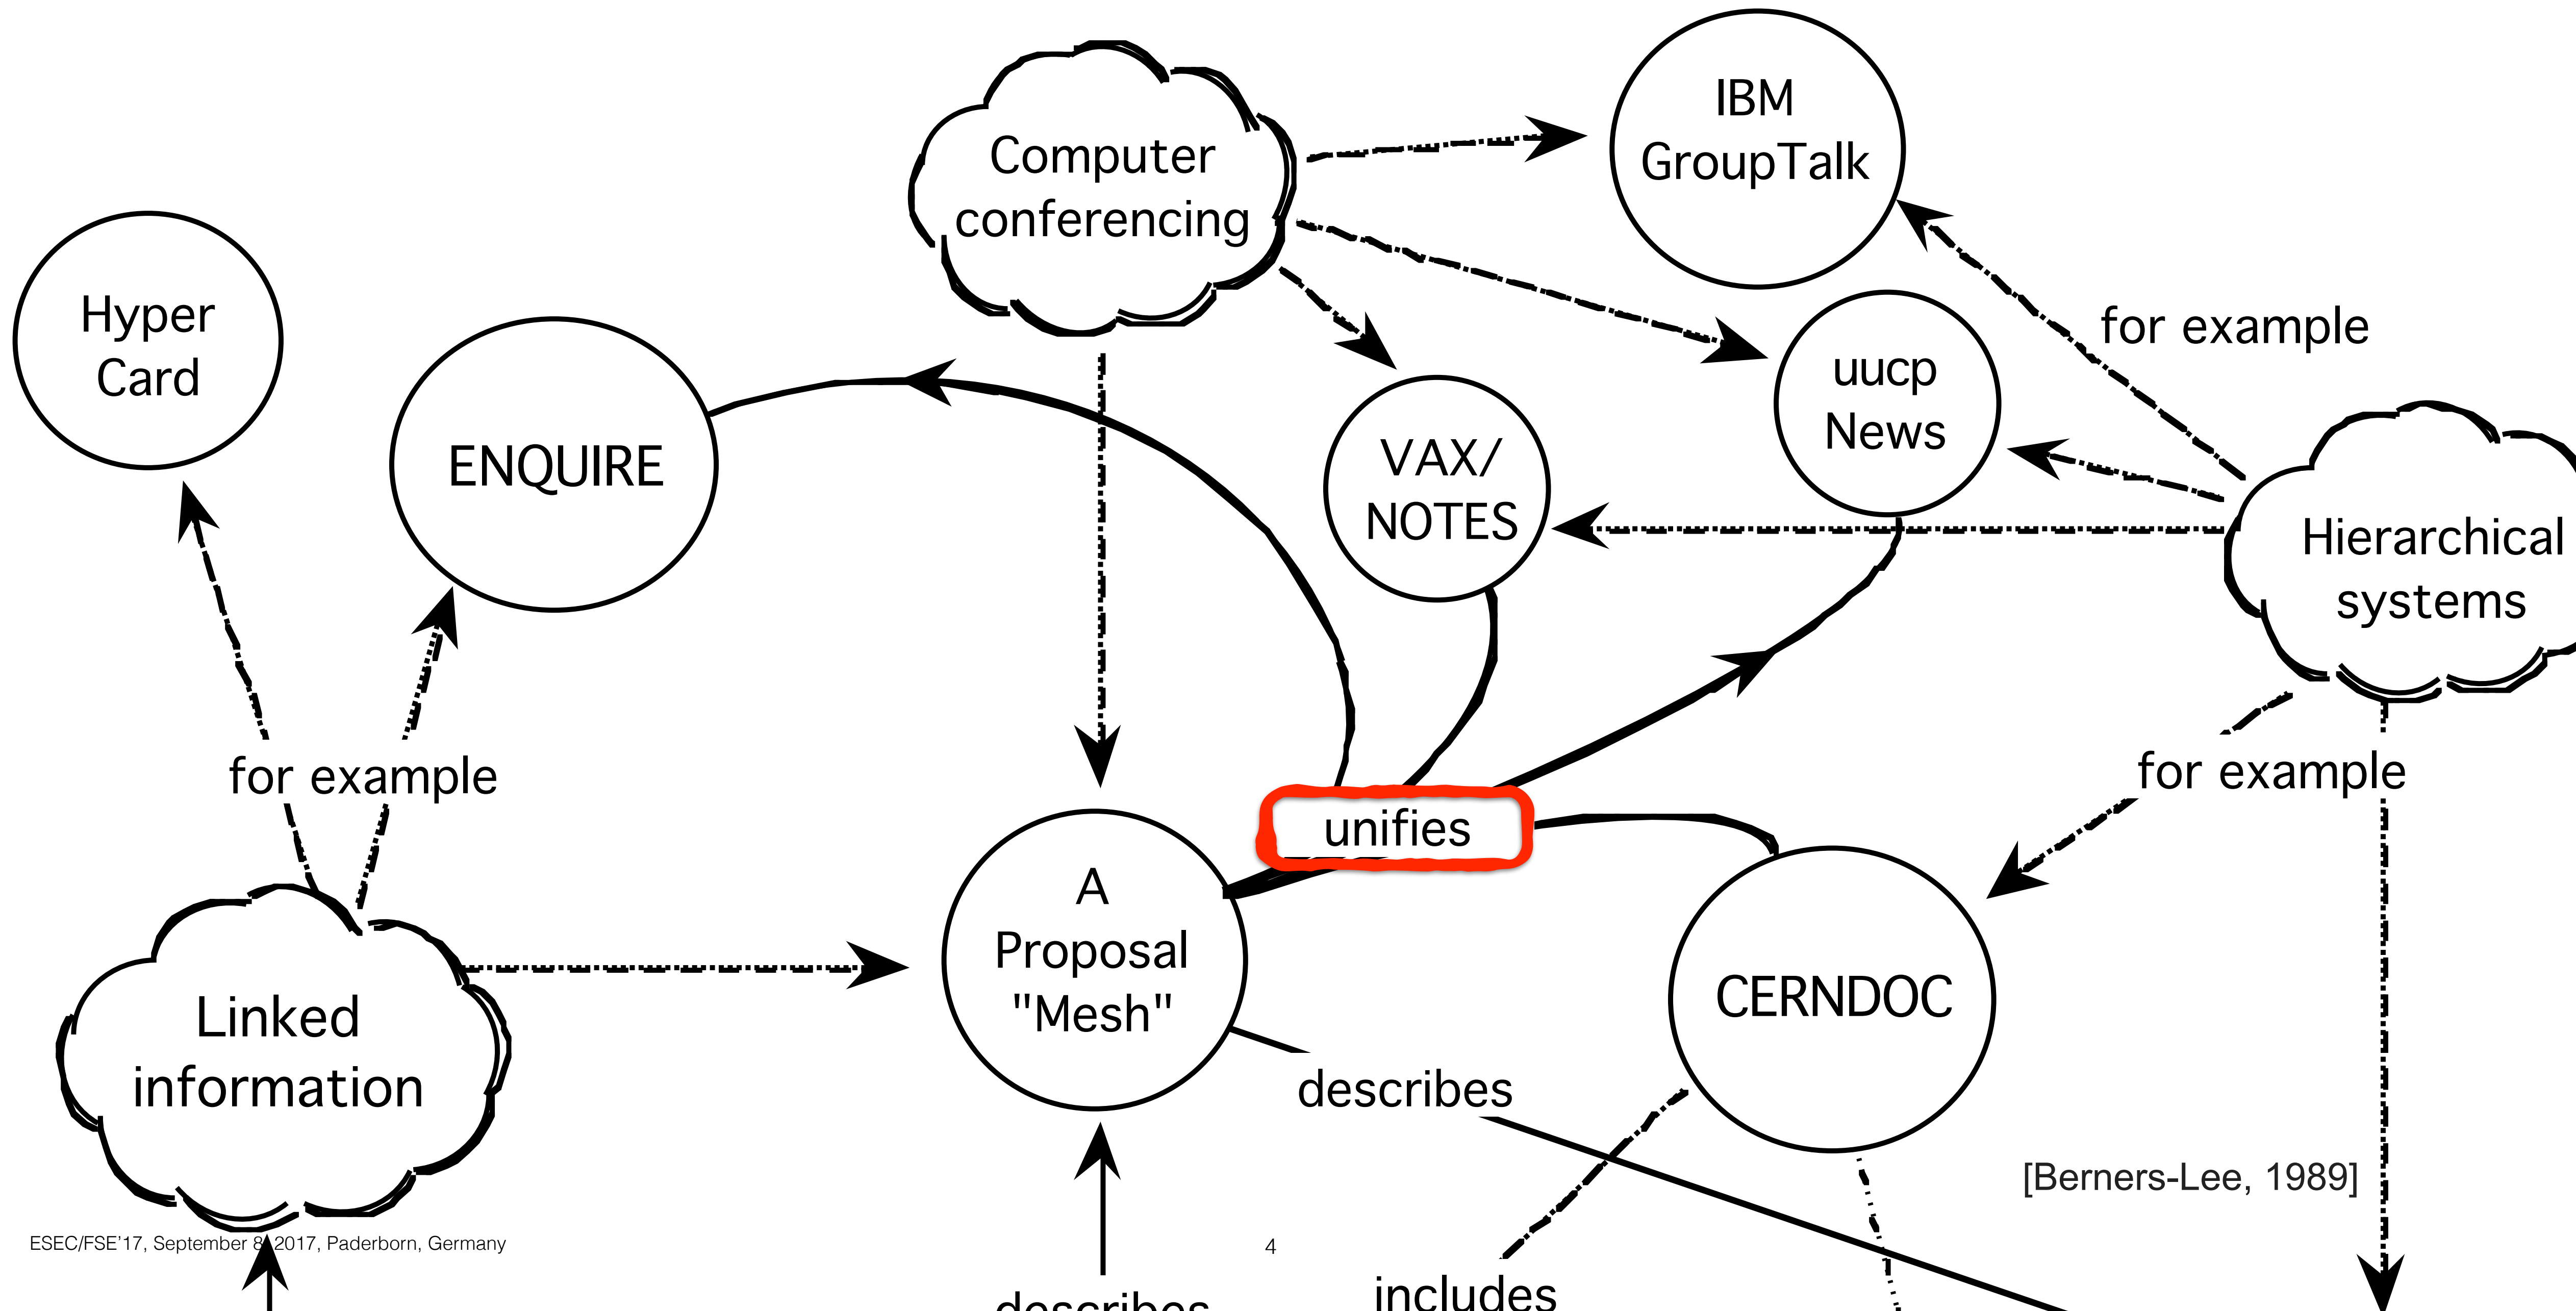 IBM
GroupTalk
Computer
conferencing
Hyper
Card
for example
uucp
News
ENQUIRE
VAX/
NOTES
Hierarchical
systems
for example
for example
unifies
A
Proposal
"Mesh"
CERNDOC
Linked
information
describes
[Berners-Lee, 1989]
ESEC/FSE'17, September 8, 2017, Paderborn, Germany
4
includes
describes